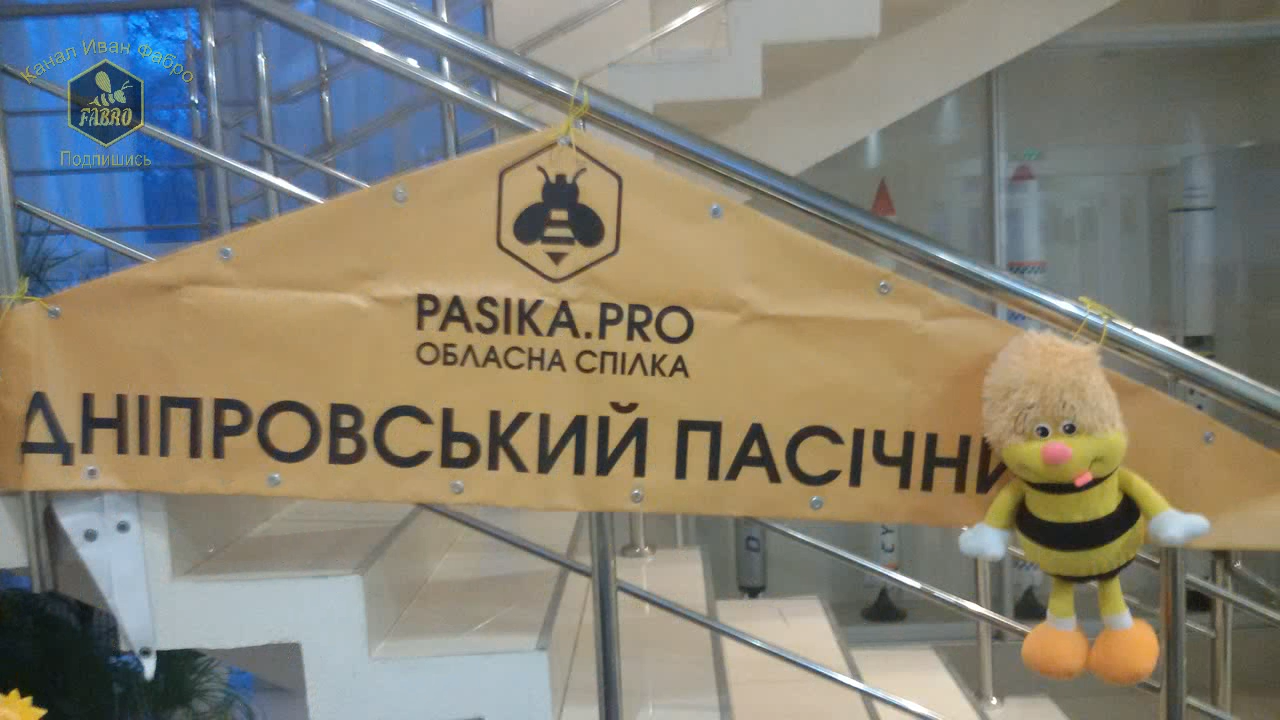 Канал Иван Фабро
FABRO
Подпишись
PASIKA.PRO
ОБЛАСНА СПІЛКА
ДНІПРОВСЬКИЙ ПАСІЧНИ